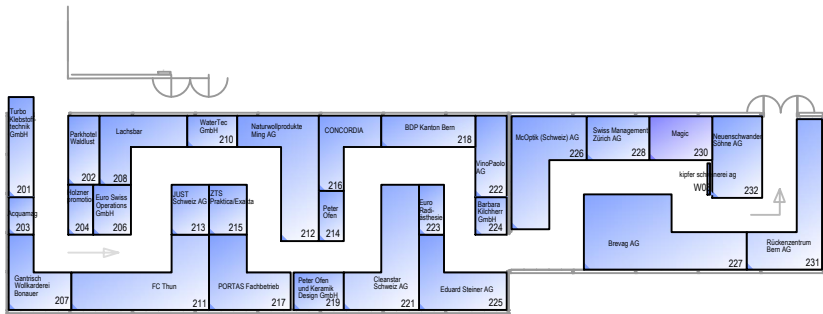 Turbo
Klebstoff-
technik
GmbH
201
Acquamag
203
Gantrisch
Wollkarderei
Bonauer
207
Parkhotel
Waldlust
202
Lachsbar
208
Holzner
promotion
204
Euro Swiss
Operations
GmbH
206
WaterTec
GmbH
210
Naturwollprodukte
Ming AG
212
CONCORDIA
216
BDP Kanton Bern
218
VinoPaolo
AG
222
Barbara
Kilchherr
GmbH
224
JUST
Schweiz AG
213
ZTS
Praktica/Exakta
215
Peter
Ofen
214
Euro
Radi-
ästhesie
223
FC Thun
211
PORTAS Fachbetrieb
217
Peter Ofen
und Keramik
Design GmbH
219
Cleanstar
Schweiz AG
221
Eduard Steiner AG
225
McOptik (Schweiz) AG
226
Swiss Management
Zürich AG
228
Magic
230
Neuenschwander
Söhne AG
232
kipfer schreinerei ag
Brevag AG
227
Rückenzentrum
Bern AG
231